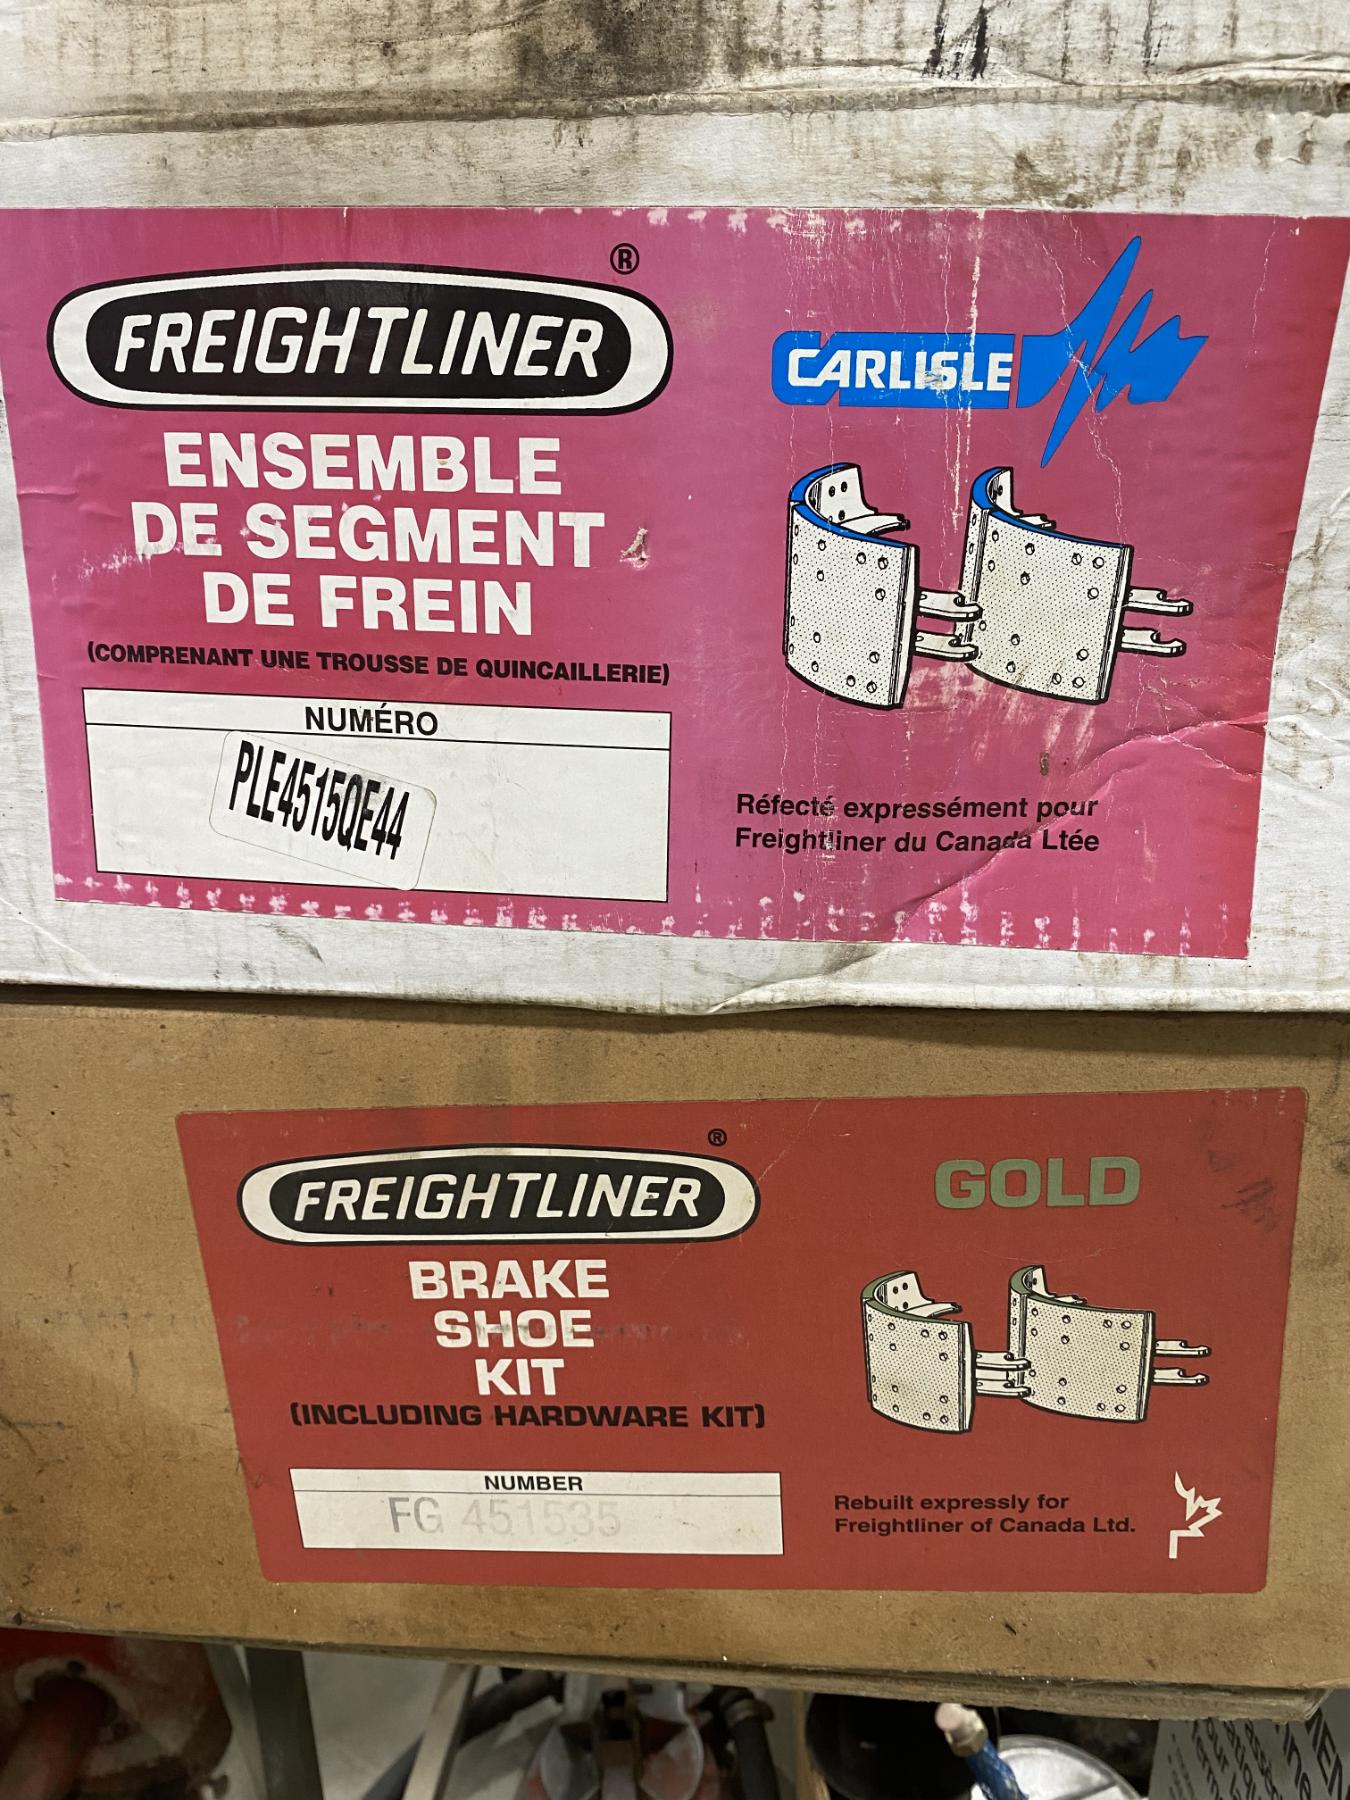 FREIGHTLINER ®
CARLISLE
ENSEMBLE
DE SEGMENT
DE FREIN
(COMPRENANT UNE TROUSSE DE QUINCAILLERIE)
NUMÉRO
PLE4515QE44
Réfecté expressément pour
Freightliner du Canada Ltée
FREIGHTLINER ®
GOLD
BRAKE
SHOE
KIT
(INCLUDING HARDWARE KIT)
NUMBER
FG 451535
Rebuilt expressly for
Freightliner of Canada Ltd.